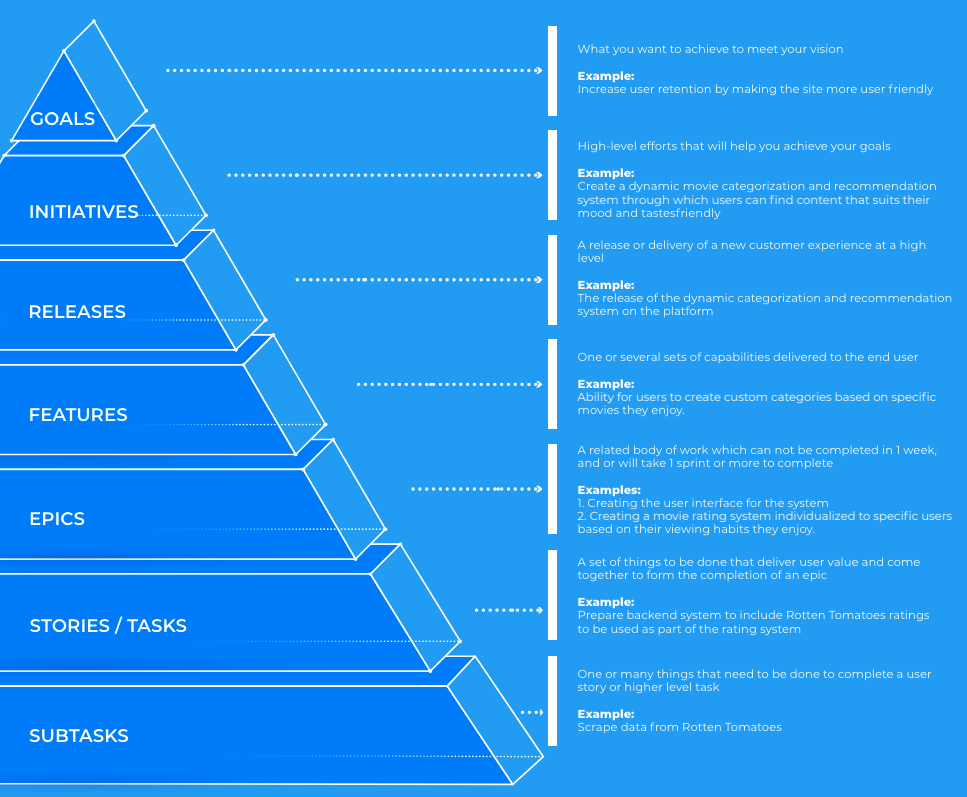 GOALS
What you want to achieve to meet your vision
Example:
Increase user retention by making the site more user friendly
INITIATIVES
High-level efforts that will help you achieve your goals
Example:
Create a dynamic movie categorization and recommendation
system through which users can find content that suits their
mood and tastesfriendly
RELEASES
A release or delivery of a new customer experience at a high
level
Example:
The release of the dynamic categorization and recommendation
system on the platform
FEATURES
One or several sets of capabilities delivered to the end user
Example:
Ability for users to create custom categories based on specific
movies they enjoy.
EPICS
A related body of work which can not be completed in 1 week,
and or will take 1 sprint or more to complete
Examples:
1. Creating the user interface for the system
2. Creating a movie rating system individualized to specific users
based on their viewing habits they enjoy.
STORIES / TASKS
A set of things to be done that deliver user value and come
together to form the completion of an epic
Example:
Prepare backend system to include Rotten Tomatoes ratings
to be used as part of the rating system
SUBTASKS
One or many things that need to be done to complete a user
story or higher level task
Example:
Scrape data from Rotten Tomatoes